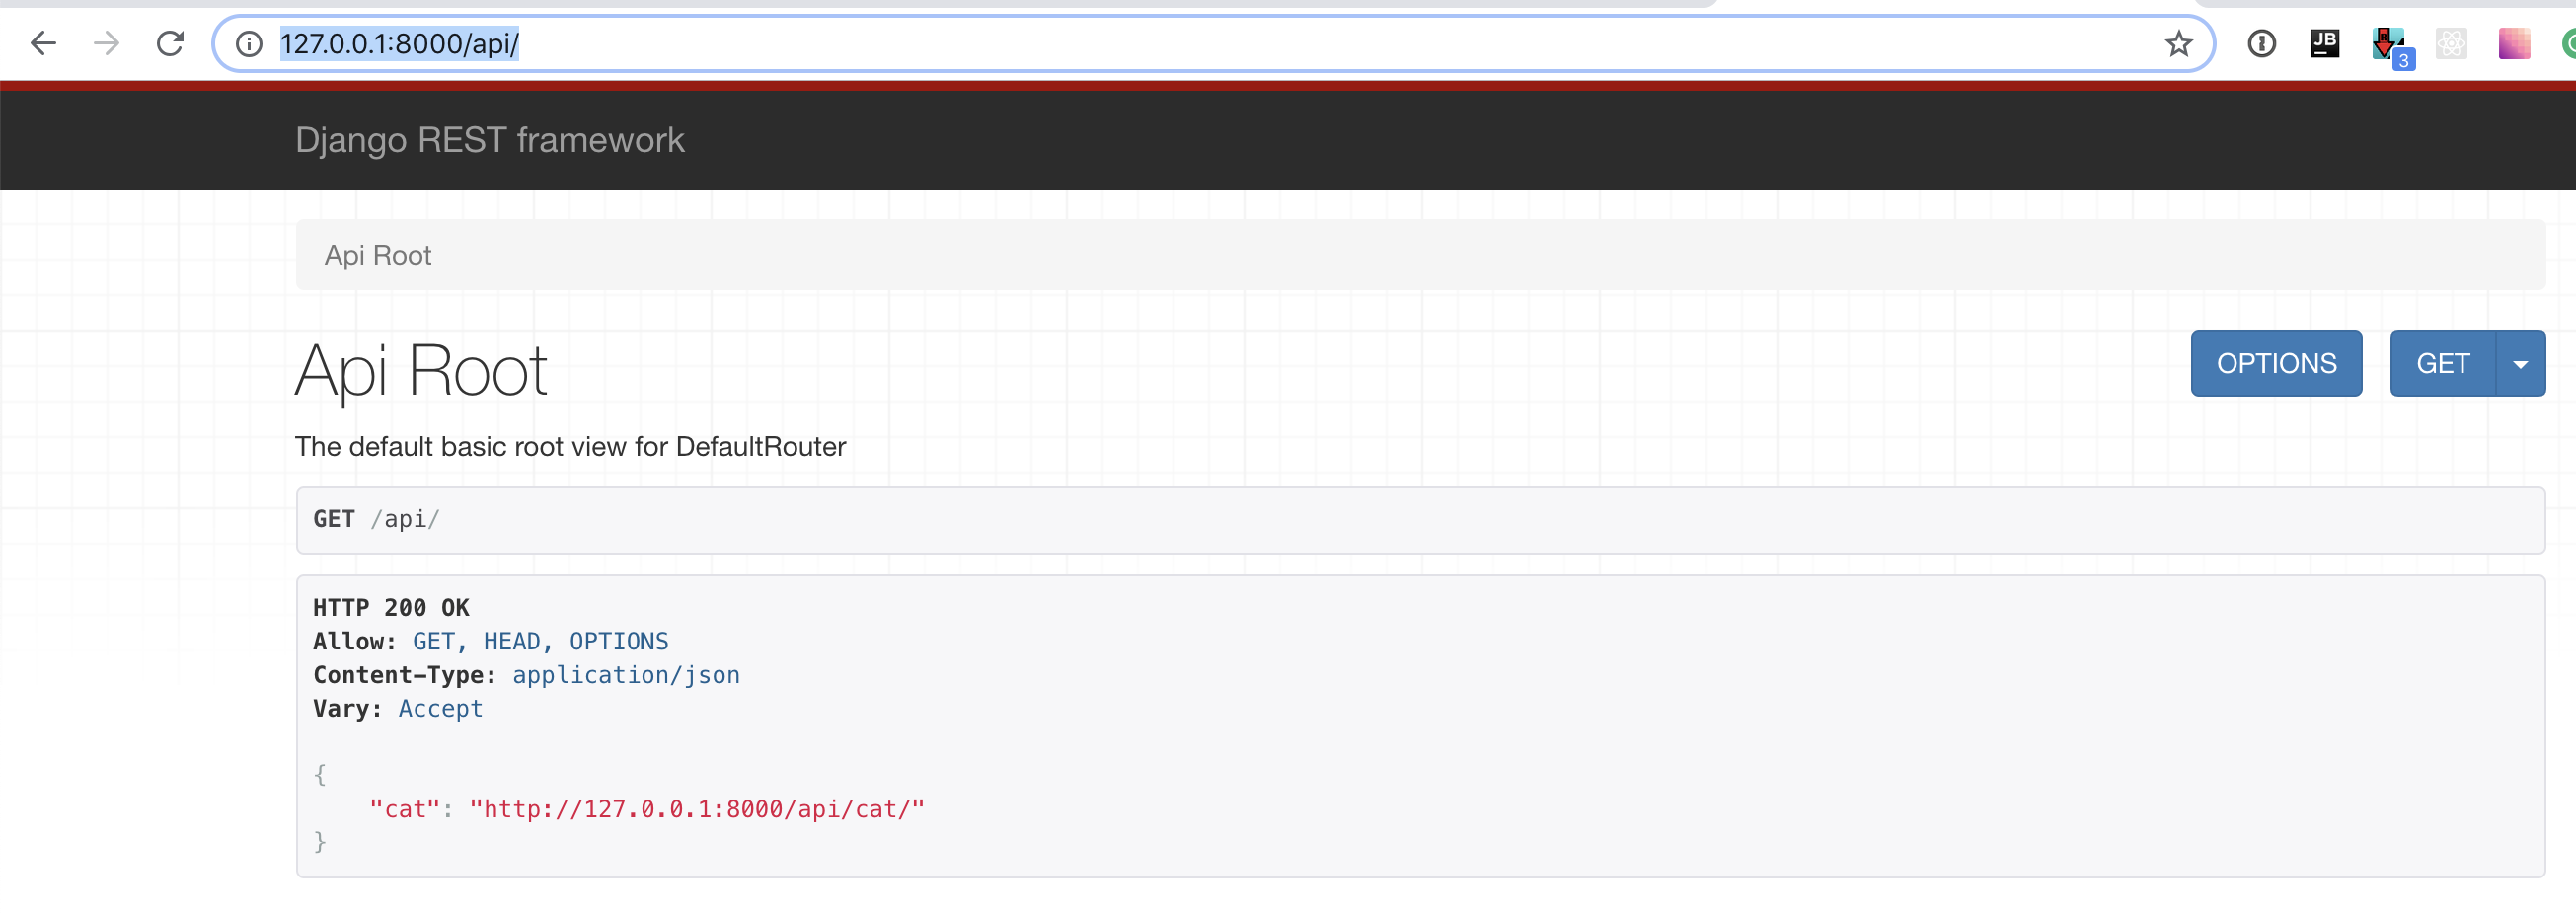 127.0.0.1:8000/api/
JB
R
3
Django REST framework
Api Root
Api Root
OPTIONS
GET
The default basic root view for DefaultRouter
GET /api/
HTTP 200 OK
Allow: GET, HEAD, OPTIONS
Content-Type: application/json
Vary: Accept
{
"cat": "http://127.0.0.1:8000/api/cat/"
}